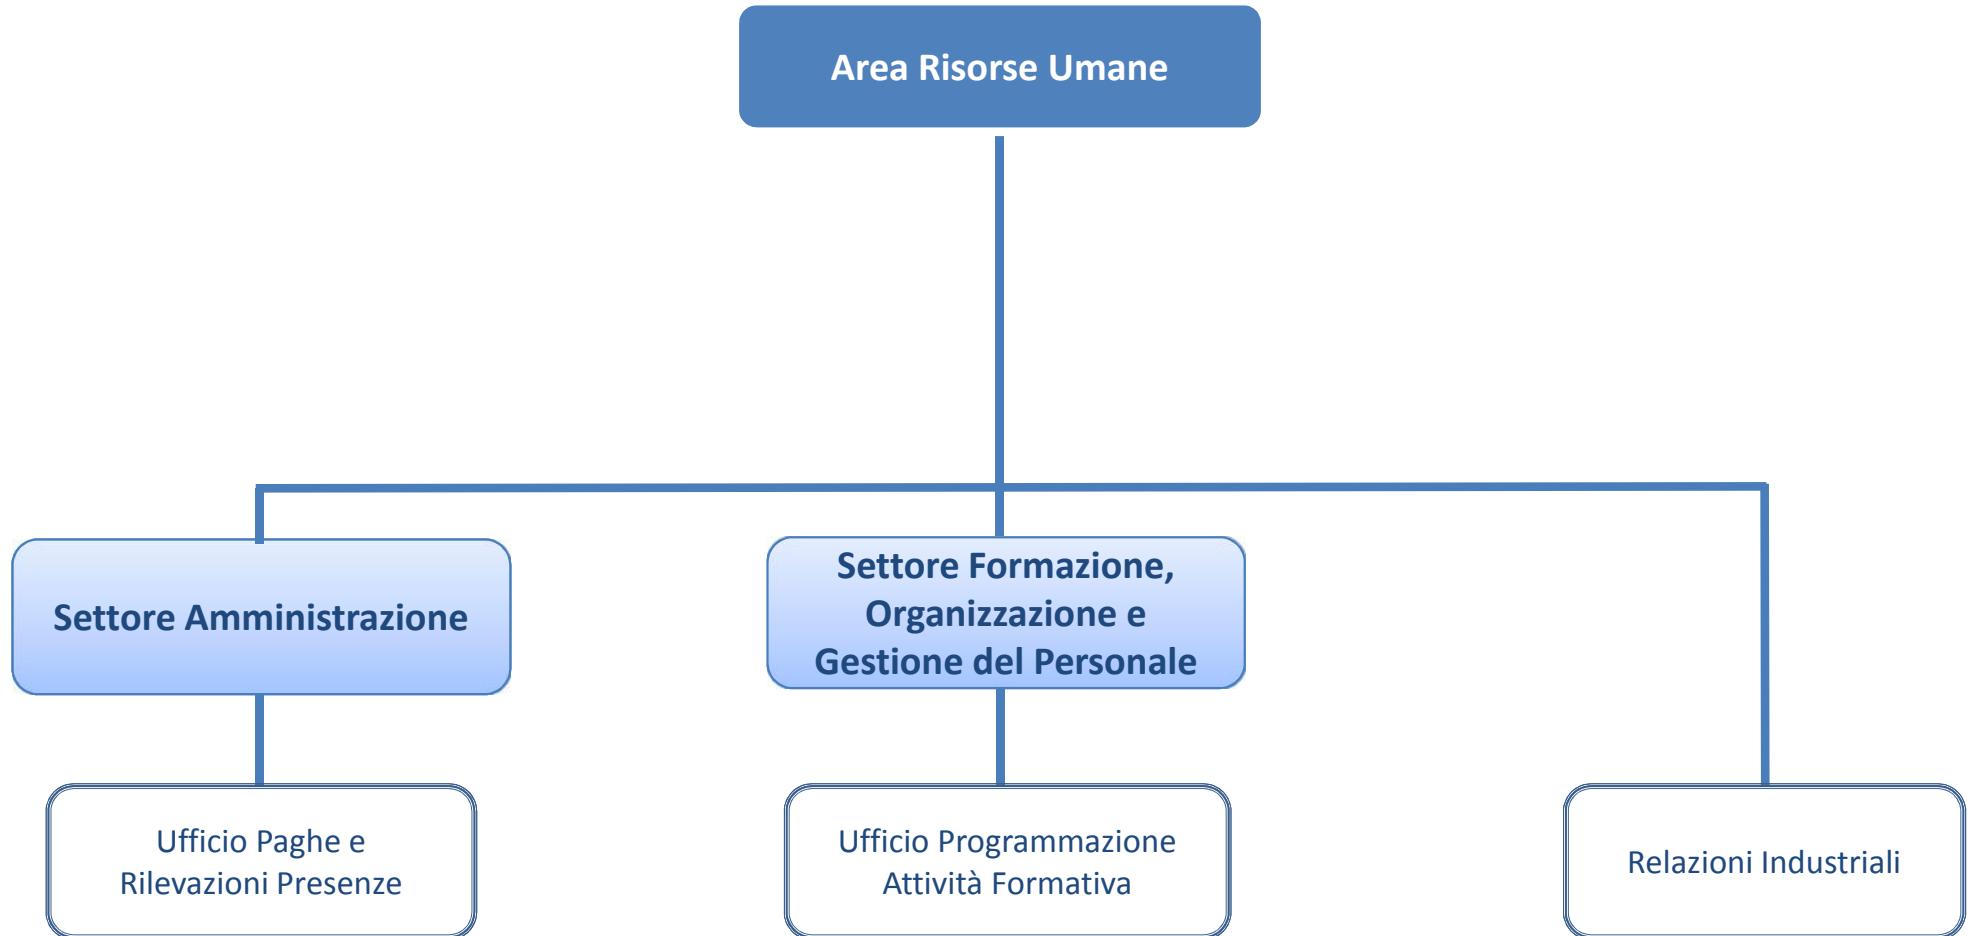 Area Risorse Umane
Settore Amministrazione
Settore Formazione,
Organizzazione e
Gestione del Personale
Ufficio Paghe e
Rilevazioni Presenze
Ufficio Programmazione
Attività Formativa
Relazioni Industriali